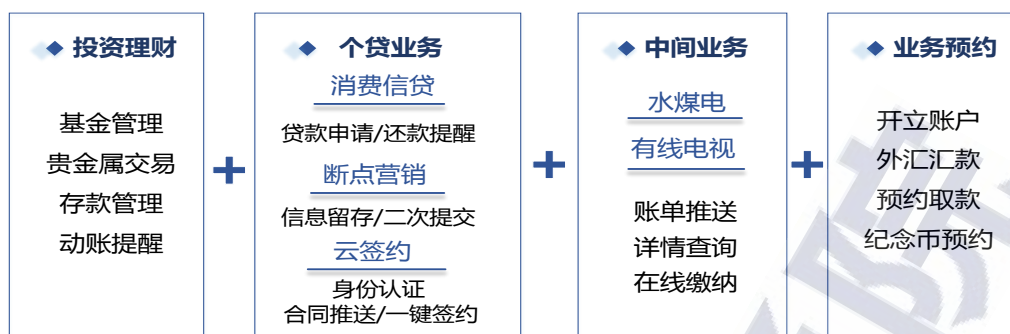 投资理财
基金管理
贵金属交易
存款管理
动账提醒
个贷业务
消费信贷
贷款申请/还款提醒
断点营销
信息留存/二次提交
云签约
身份认证
合同推送/一键签约
中间业务
水煤电
有线电视
账单推送
详情查询
在线缴纳
业务预约
开立账户
外汇汇款
预约取款
纪念币预约